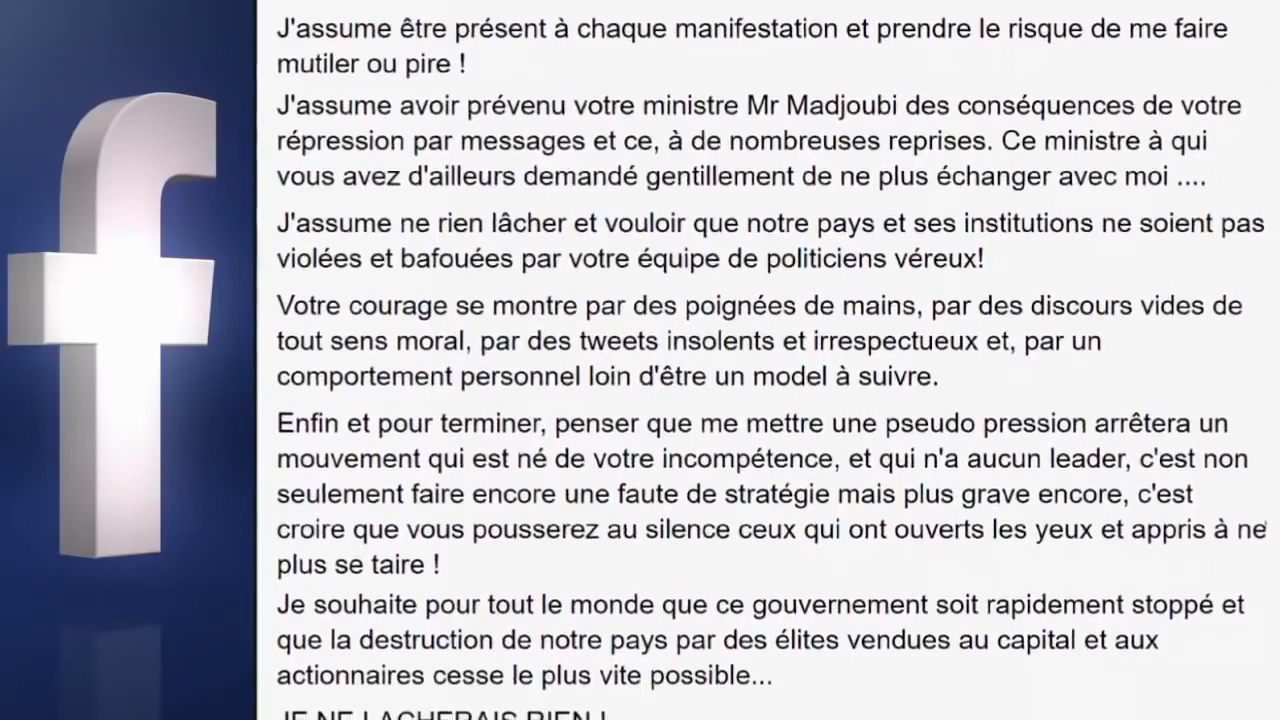 J'assume être présent à chaque manifestation et prendre le risque de me faire
mutiler ou pire !
J'assume avoir prévenu votre ministre Mr Madjoubi des conséquences de votre
répression par messages et ce, à de nombreuses reprises. Ce ministre à qui
vous avez d'ailleurs demandé gentillement de ne plus échanger avec moi ....
J'assume ne rien lâcher et vouloir que notre pays et ses institutions ne soient pas
violées et bafouées par votre équipe de politiciens véreux!
Votre courage se montre par des poignées de mains, par des discours vides de
tout sens moral, par des tweets insolents et irrespectueux et, par un
comportement personnel loin d'être un model à suivre.
Enfin et pour terminer, penser que me mettre une pseudo pression arrêtera un
mouvement qui est né de votre incompétence, et qui n'a aucun leader, c'est non
seulement faire encore une faute de stratégie mais plus grave encore, c'est
croire que vous pousserez au silence ceux qui ont ouverts les yeux et appris à ne
plus se taire !
Je souhaite pour tout le monde que ce gouvernement soit rapidement stoppé et
que la destruction de notre pays par des élites vendues au capital et aux
actionnaires cesse le plus vite possible...
JE NE LACHERAIS RIEN !